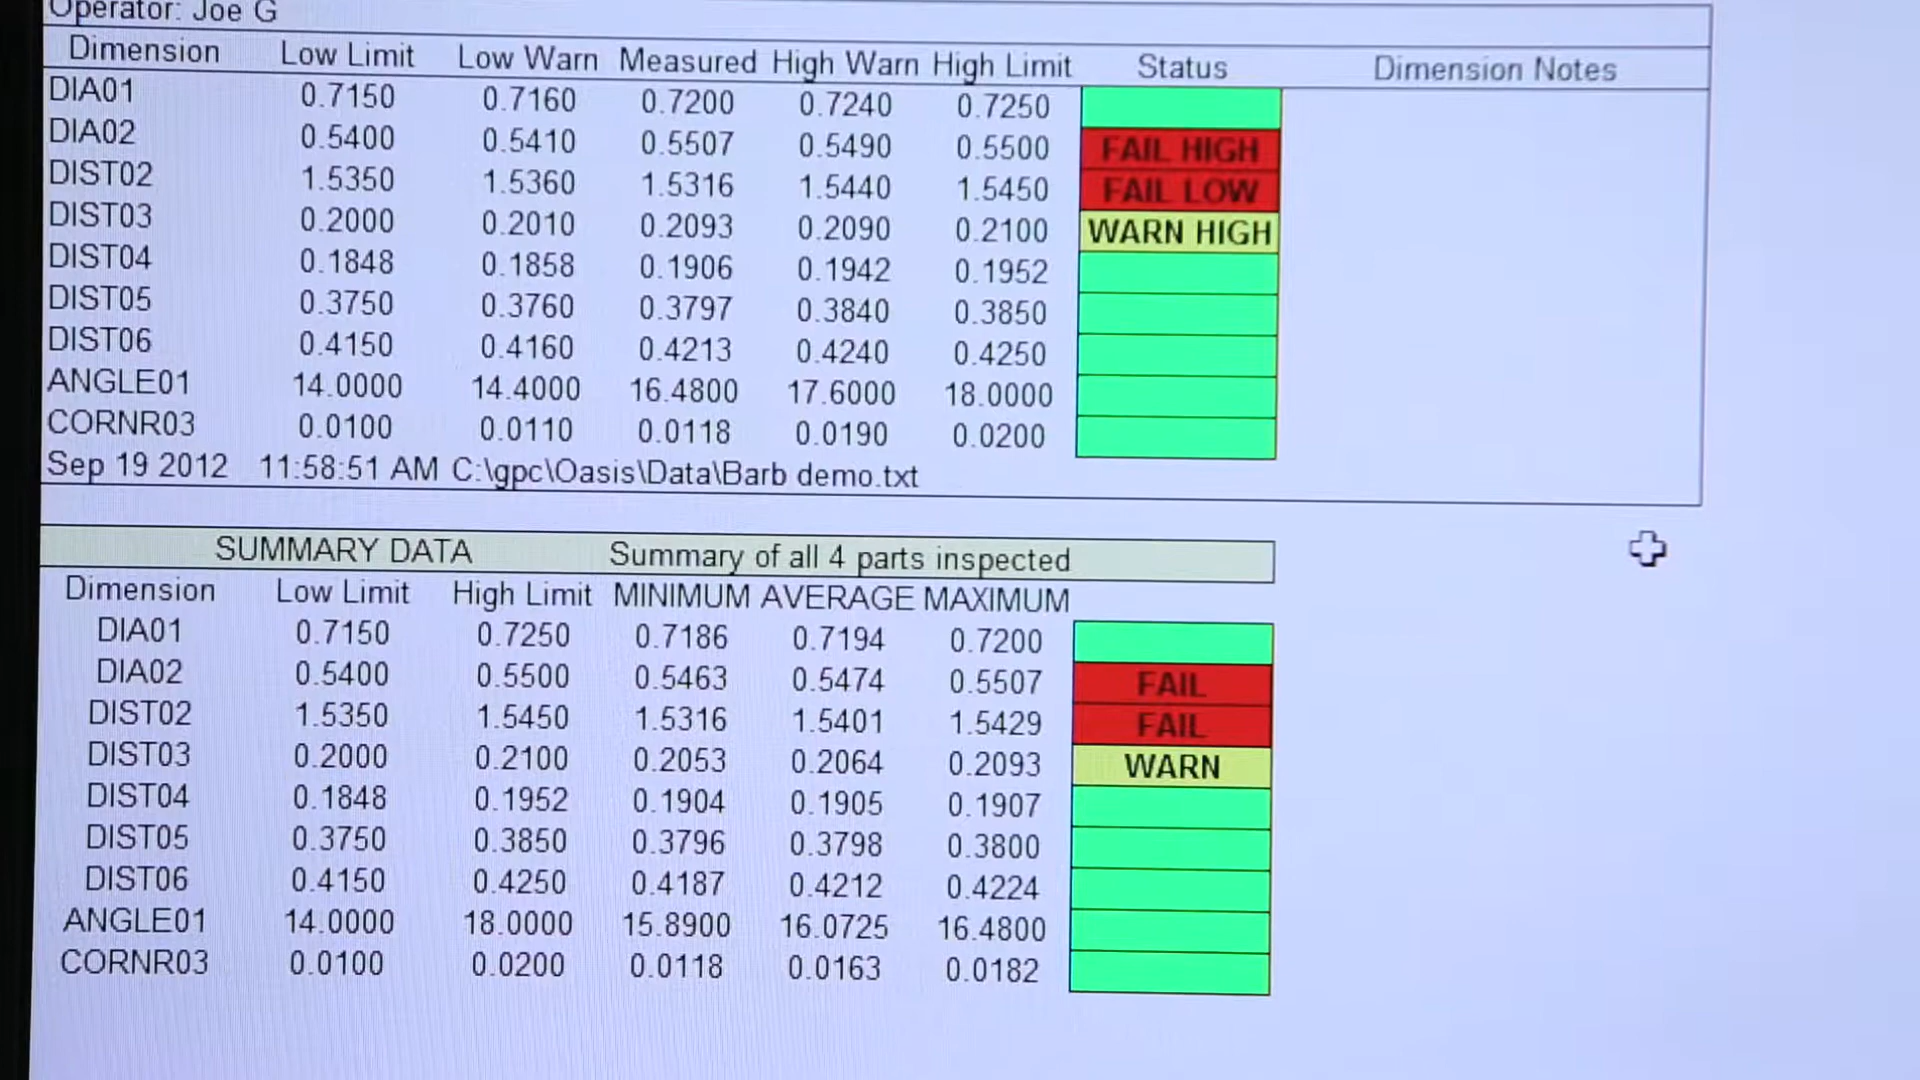 Operator: Joe G
Dimension Low Limit Low Warn Measured High Warn High Limit Status Dimension Notes
DIA01 0.7150 0.7160 0.7200 0.7240 0.7250
DIA02 0.5400 0.5410 0.5507 0.5490 0.5500 FAIL HIGH
DIST02 1.5350 1.5360 1.5316 1.5440 1.5450 FAIL LOW
DIST03 0.2000 0.2010 0.2093 0.2090 0.2100 WARN HIGH
DIST04 0.1848 0.1858 0.1906 0.1942 0.1952
DIST05 0.3750 0.3760 0.3797 0.3840 0.3850
DIST06 0.4150 0.4160 0.4213 0.4240 0.4250
ANGLE01 14.0000 14.4000 16.4800 17.6000 18.0000
CORNR03 0.0100 0.0110 0.0118 0.0190 0.0200
Sep 19 2012 11:58:51 AM C:\gpc\Oasis\Data\Barb demo.txt
SUMMARY DATA Summary of all 4 parts inspected
Dimension Low Limit High Limit MINIMUM AVERAGE MAXIMUM
DIA01 0.7150 0.7250 0.7186 0.7194 0.7200
DIA02 0.5400 0.5500 0.5463 0.5474 0.5507 FAIL
DIST02 1.5350 1.5450 1.5316 1.5401 1.5429 FAIL
DIST03 0.2000 0.2100 0.2053 0.2064 0.2093 WARN
DIST04 0.1848 0.1952 0.1904 0.1905 0.1907
DIST05 0.3750 0.3850 0.3796 0.3798 0.3800
DIST06 0.4150 0.4250 0.4187 0.4212 0.4224
ANGLE01 14.0000 18.0000 15.8900 16.0725 16.4800
CORNR03 0.0100 0.0200 0.0118 0.0163 0.0182